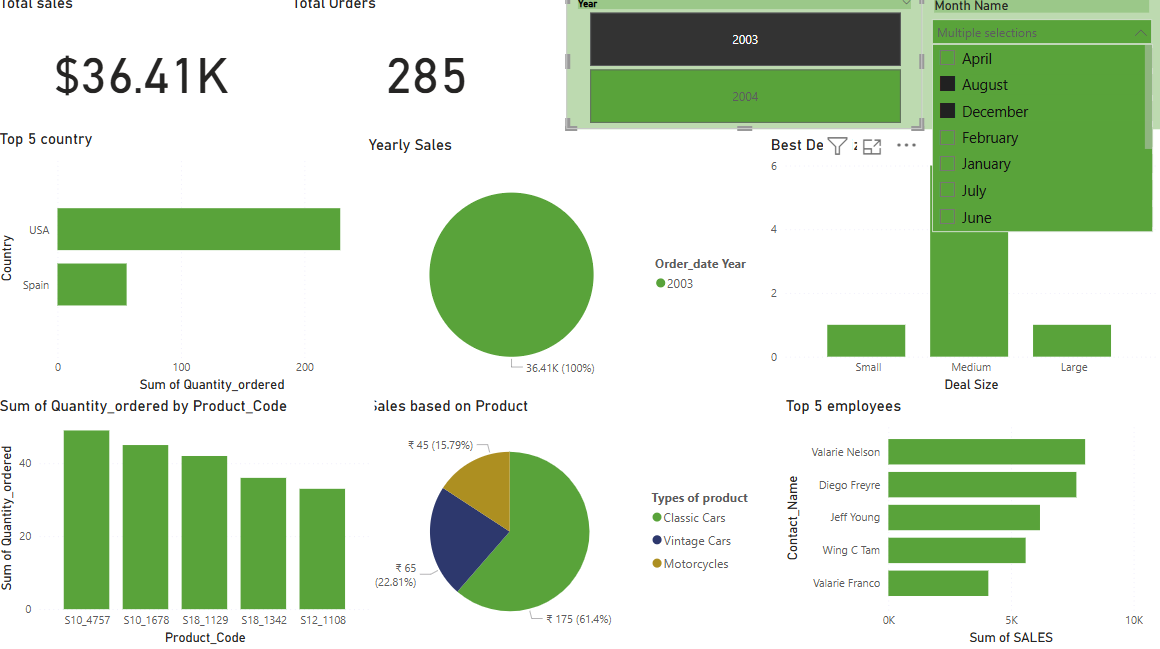 Total sales
Total Orders
$36.41K
285
Year
2003
2004
Month Name
Multiple selections
April
August
December
February
January
July
June
Top 5 country
Country
USA
Spain
0
100
200
Sum of Quantity_ordered
Yearly Sales
36.41K (100%)
Order_date Year
2003
Best De
6
4
2
0
Small
Medium
Large
Deal Size
Sum of Quantity_ordered by Product_Code
Sum of Quantity_ordered
40
20
0
S10_4757
S10_1678
S18_1129
S18_1342
S12_1108
Product_Code
Sales based on Product
₹ 45 (15.79%)
₹ 65
(22.81%)
₹ 175 (61.4%)
Types of product
Classic Cars
Vintage Cars
Motorcycles
Top 5 employees
Contact_Name
Valarie Nelson
Diego Freyre
Jeff Young
Wing C Tam
Valarie Franco
0K
5K
10K
Sum of SALES